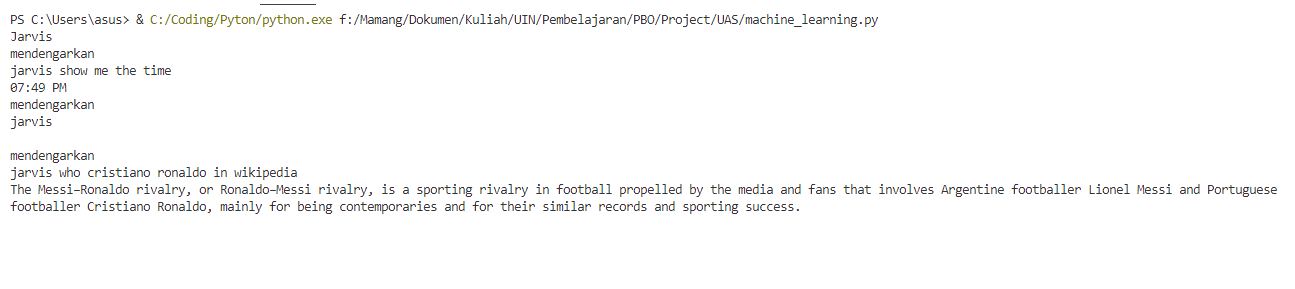 PS C:\Users\asus> & C:/Coding/Pyton/python.exe f:/Mamang/Dokumen/Kuliah/UIN/Pembelajaran/PBO/Project/UAS/machine_learning.py
Jarvis
mendengarkan
jarvis show me the time
07:49 PM
mendengarkan
jarvis
mendengarkan
jarvis who cristiano ronaldo in wikipedia
The Messi–Ronaldo rivalry, or Ronaldo–Messi rivalry, is a sporting rivalry in football propelled by the media and fans that involves Argentine footballer Lionel Messi and Portuguese
footballer Cristiano Ronaldo, mainly for being contemporaries and for their similar records and sporting success.